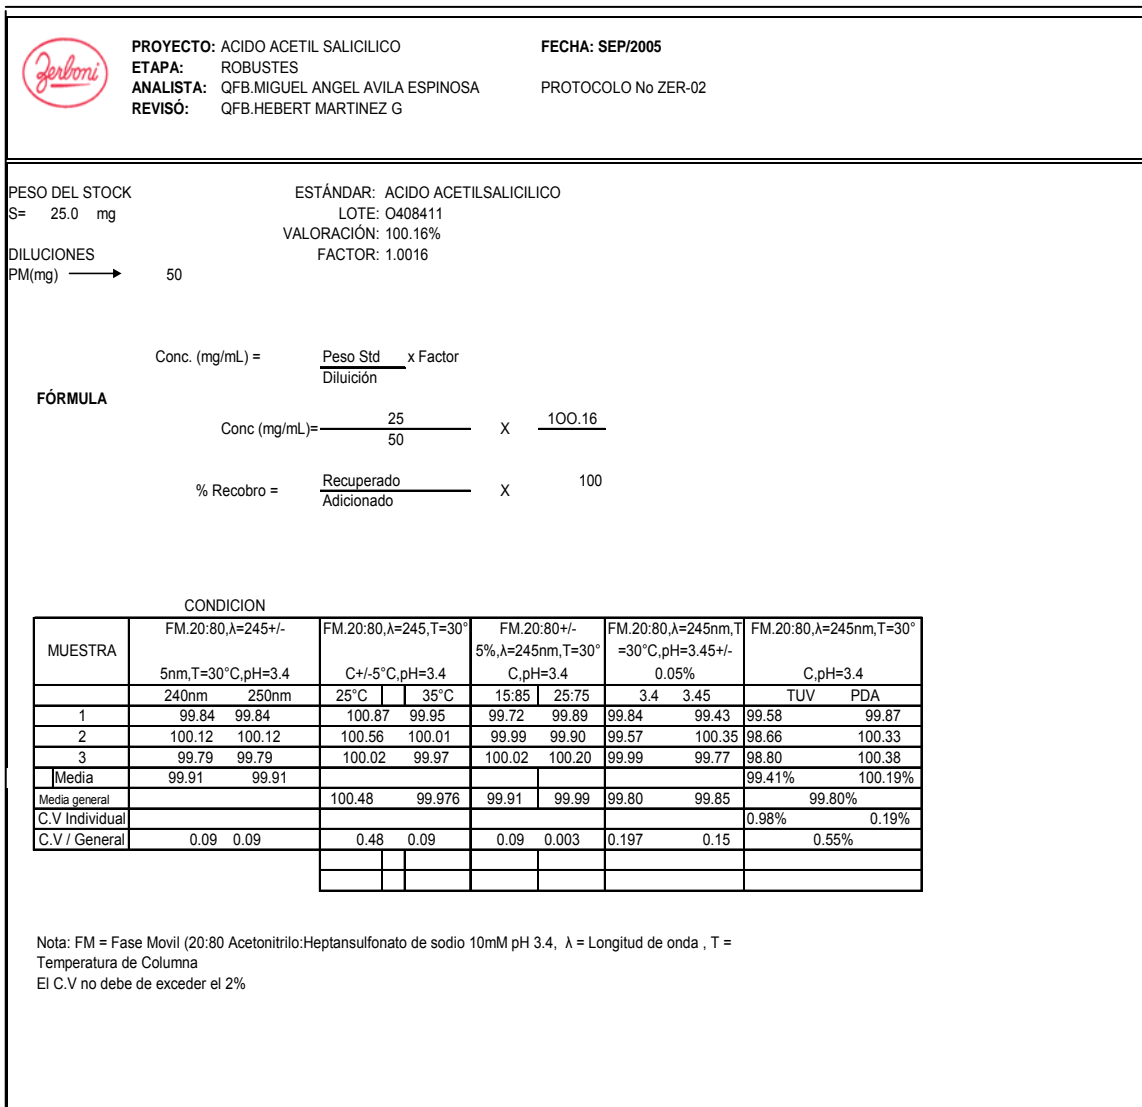 Zerboni
PROYECTO: ACIDO ACETIL SALICILICO FECHA: SEP/2005
ETAPA: ROBUSTES
ANALISTA: QFB.MIGUEL ANGEL AVILA ESPINOSA PROTOCOLO No ZER-02
REVISÓ: QFB.HEBERT MARTINEZ G
PESO DEL STOCK ESTÁNDAR: ACIDO ACETILSALICILICO
S= 25.0 mg LOTE: O408411
VALORACIÓN: 100.16%
DILUCIONES FACTOR: 1.0016
PM(mg) 50
Conc. (mg/mL) = Peso Std x Factor
Diluición
FÓRMULA
Conc (mg/mL)= 25 X 1OO.16
50
% Recobro = Recuperado X 100
Adicionado
CONDICION
MUESTRA FM.20:80,λ=245+/- 5nm,T=30°C,pH=3.4 FM.20:80,λ=245,T=30° C+/-5°C,pH=3.4 FM.20:80+/- 5%,λ=245nm,T=30° C,pH=3.4 FM.20:80,λ=245nm,T =30°C,pH=3.45+/- 0.05% FM.20:80,λ=245nm,T=30° C,pH=3.4
240nm 250nm 25°C 35°C 15:85 25:75 3.4 3.45 TUV PDA
1 99.84 99.84 100.87 99.95 99.72 99.89 99.84 99.43 99.58 99.87
2 100.12 100.12 100.56 100.01 99.99 99.90 99.57 100.35 98.66 100.33
3 99.79 99.79 100.02 99.97 100.02 100.20 99.99 99.77 98.80 100.38
Media 99.91 99.91 99.41% 100.19%
Media general 100.48 99.976 99.91 99.99 99.80 99.85 99.80%
C.V Individual 0.98% 0.19%
C.V / General 0.09 0.09 0.48 0.09 0.09 0.003 0.197 0.15 0.55%
Nota: FM = Fase Movil (20:80 Acetonitrilo:Heptansulfonato de sodio 10mM pH 3.4, λ = Longitud de onda , T =
Temperatura de Columna
El C.V no debe de exceder el 2%